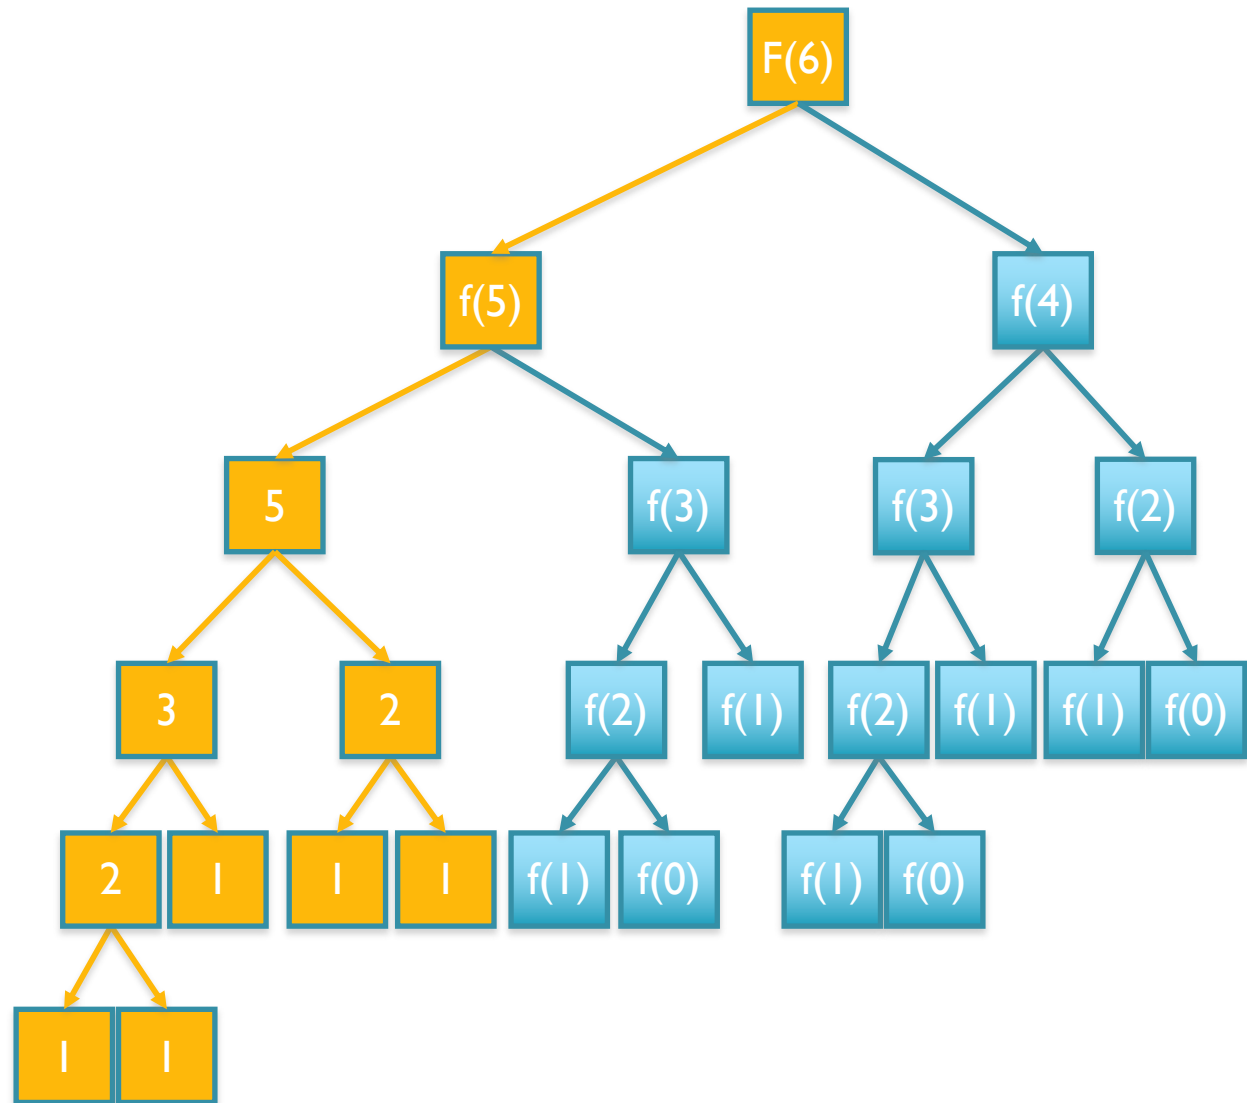 F(6)
f(5)
f(4)
5
f(3)
f(3)
f(2)
3
2
f(2)
f(1)
f(2)
f(1)
f(1)
f(0)
2
1
1
1
f(1)
f(0)
f(1)
f(0)
1
1